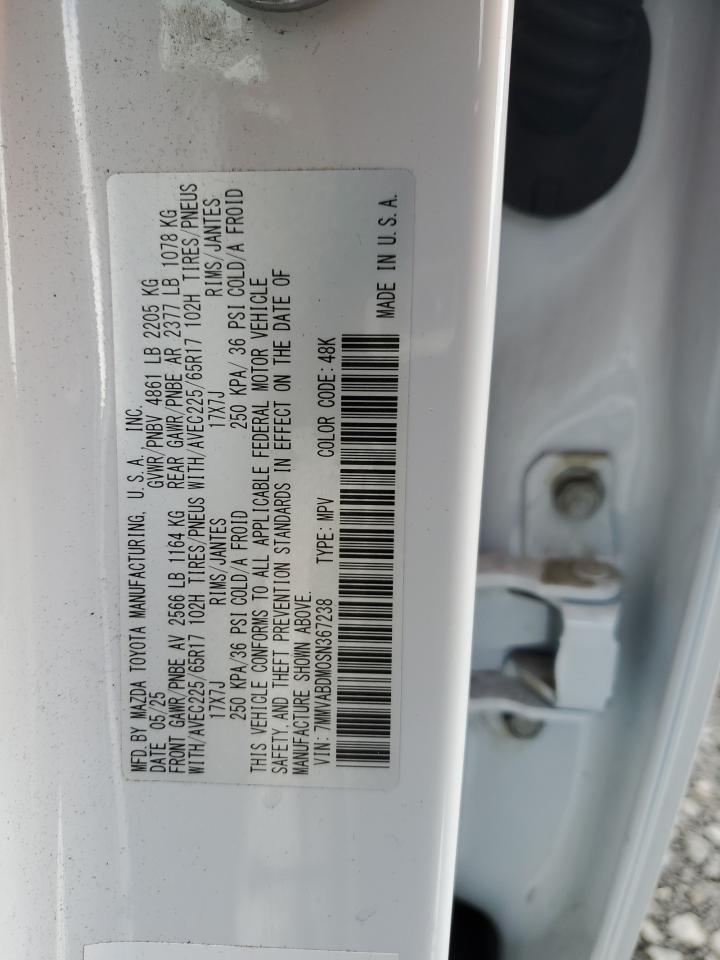 MFD. BY MAZDA TOYOTA MANUFACTURING, U.S.A., INC.
DATE 05/25 GVWR/PNBV 4861 LB 2205 KG
FRONT GAWR/PNBE AV 2566 LB 1164 KG REAR GAWR/PNBE AR 2377 LB 1078 KG
WITH/AVEC225/65R17 102H TIRES/PNEUS WITH/AVEC225/65R17 102H TIRES/PNEUS
17X7J RIMS/JANTES 17X7J RIMS/JANTES
250 KPA/36 PSI COLD/A FROID 250 KPA/ 36 PSI COLD/A FROID
THIS VEHICLE CONFORMS TO ALL APPLICABLE FEDERAL MOTOR VEHICLE
SAFETY, AND THEFT PREVENTION STANDARDS IN EFFECT ON THE DATE OF
MANUFACTURE SHOWN ABOVE.
VIN: 7MMVABDM0SN367238 TYPE: MPV COLOR CODE: 48K
MADE IN U.S.A.